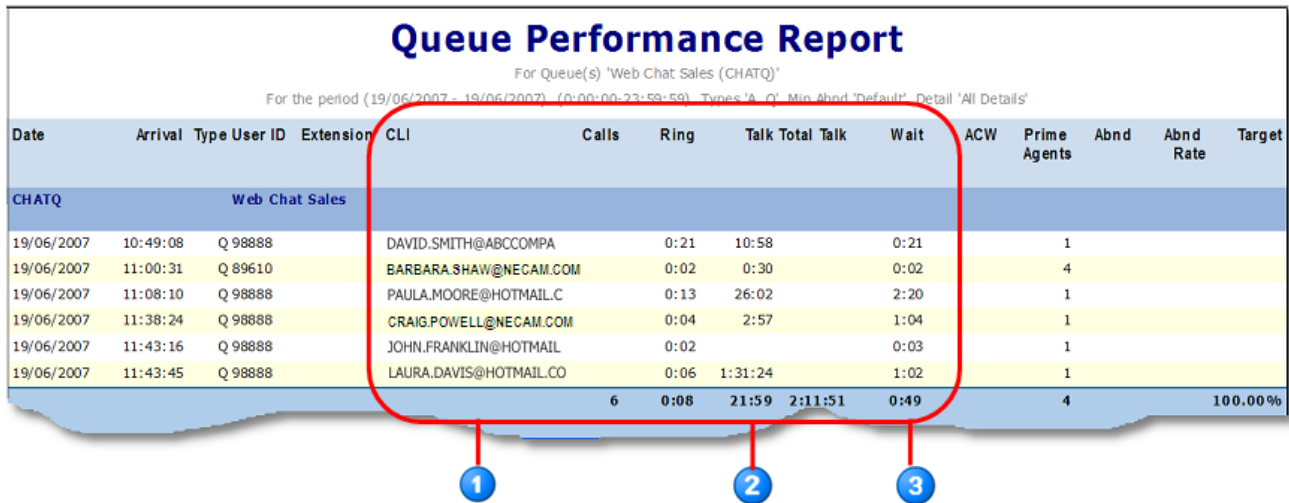 Queue Performance Report
For Queue(s) 'Web Chat Sales (CHATQ)'
For the period (19/06/2007 - 19/06/2007), (0:00:00-23:59:59), Types 'A, Q', Min Abnd 'Default', Detail 'All Details'
Date Arrival Type User ID Extension CLI Calls Ring Talk Total Talk Wait ACW Prime Agents Abnd Abnd Rate Target
CHATQ Web Chat Sales
19/06/2007 10:49:08 Q 98888 DAVID.SMITH@ABCCOMPA 0:21 10:58 0:21 1
19/06/2007 11:00:31 Q 89610 BARBARA.SHAW@NECAM.COM 0:02 0:30 0:02 4
19/06/2007 11:08:10 Q 98888 PAULA.MOORE@HOTMAIL.C 0:13 26:02 2:20 1
19/06/2007 11:38:24 Q 98888 CRAIG.POWELL@NECAM.COM 0:04 2:57 1:04 1
19/06/2007 11:43:16 Q 98888 JOHN.FRANKLIN@HOTMAIL 0:02 0:03 1
19/06/2007 11:43:45 Q 98888 LAURA.DAVIS@HOTMAIL.CO 0:06 1:31:24 1:02 1
6 0:08 21:59 2:11:51 0:49 4 100.00%
1 2 3